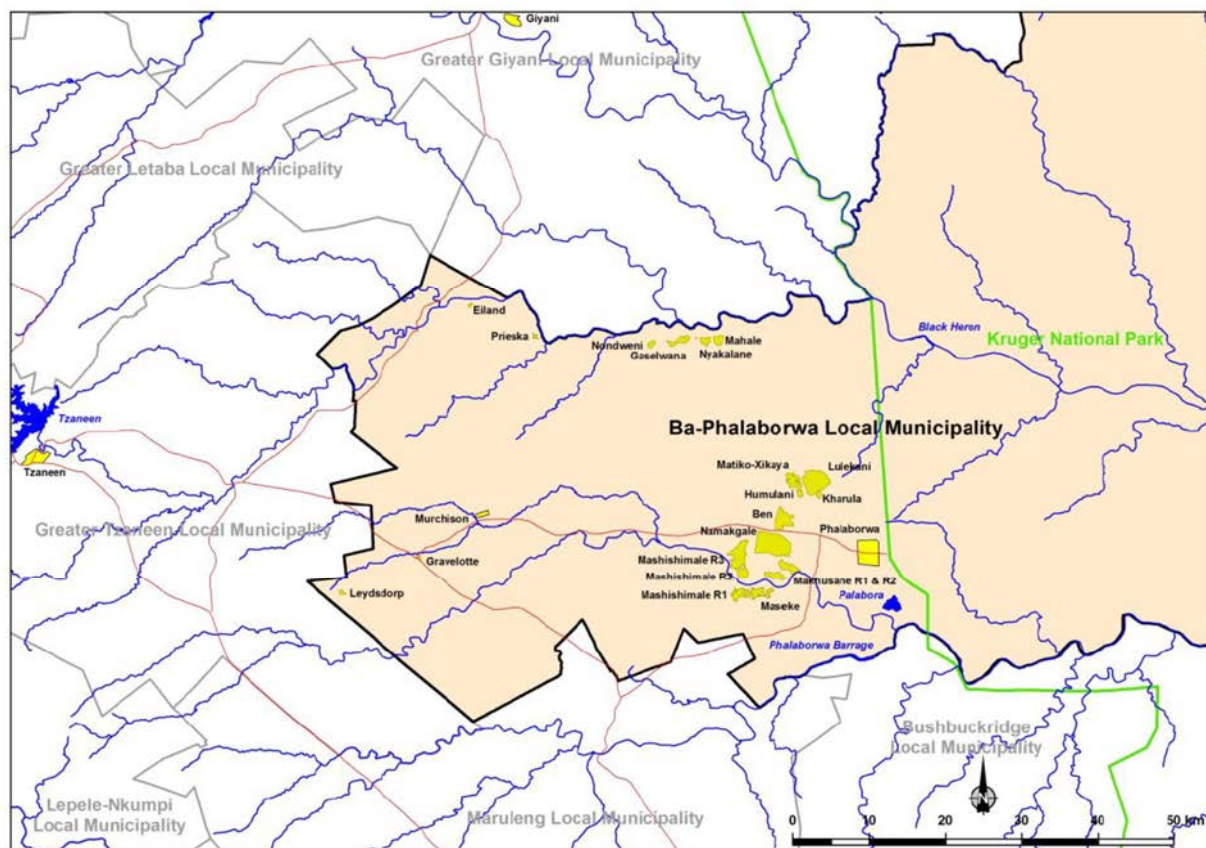 Giyani
Greater Giyani Local Municipality
Greater Letaba Local Municipality
Eiland
Prieska
Nondweni
Gaselwana
Nyakalane
Mahale
Black Heron
Kruger National Park
Tzaneen
Tzaneen
Ba-Phalaborwa Local Municipality
Matiko-Xikaya
Lulekani
Humulani
Kharula
Ben
Murchison
Greater Tzaneen Local Municipality
Namakgale
Phalaborwa
Gravelotte
Mashishimale R3
Mashishimale R2
Makhusane R1 & R2
Leydsdorp
Mashishimale R1
Maseke
Palabora
Phalaborwa Barrage
Bushbuckridge
Local Municipality
N
Lepele-Nkumpi
Local Municipality
Maruleng Local Municipality
0 10 20 30 40 50 km